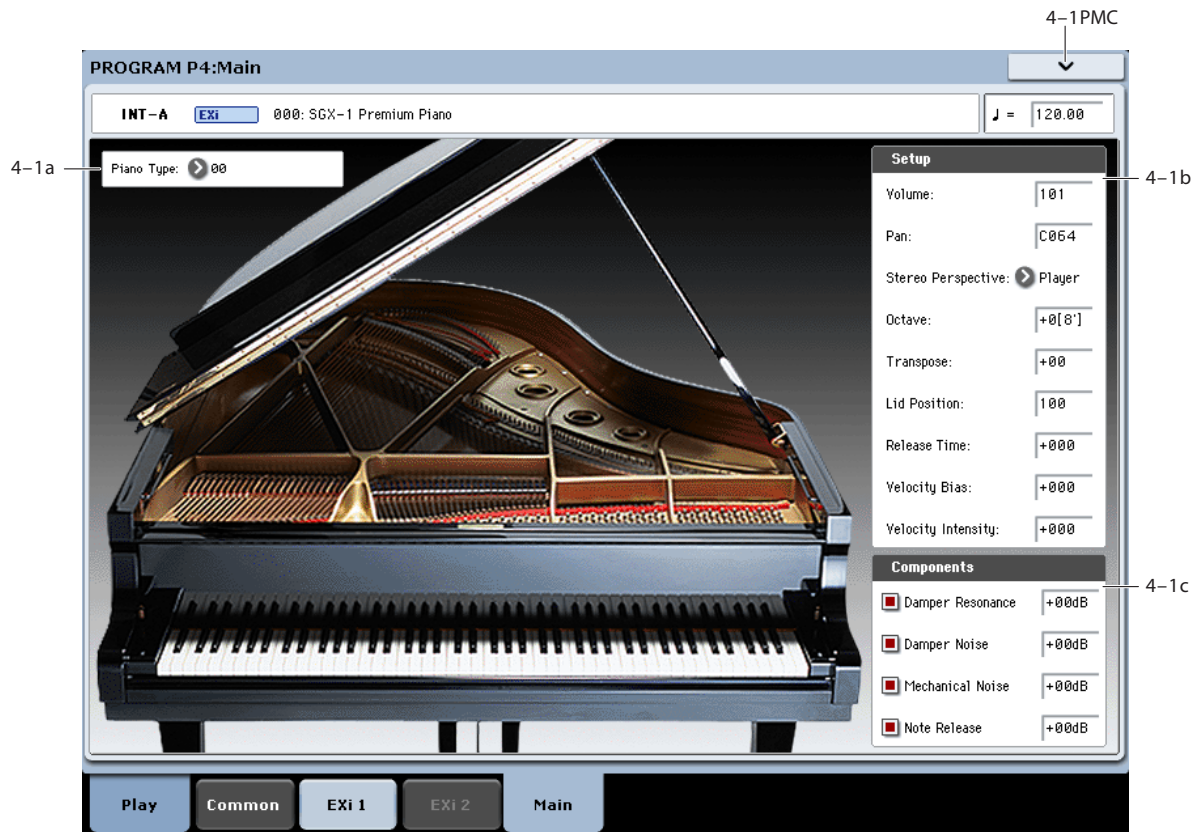 4–1PMC
PROGRAM P4:Main
INT-A EXi 000: SGX-1 Premium Piano ♩ = 120.00
4–1a
Piano Type: 00
Setup
4–1b
Volume: 101
Pan: C064
Stereo Perspective: Player
Octave: +0[8']
Transpose: +00
Lid Position: 100
Release Time: +000
Velocity Bias: +000
Velocity Intensity: +000
Components
4–1c
Damper Resonance +00dB
Damper Noise +00dB
Mechanical Noise +00dB
Note Release +00dB
Play Common EXi 1 EXi 2 Main